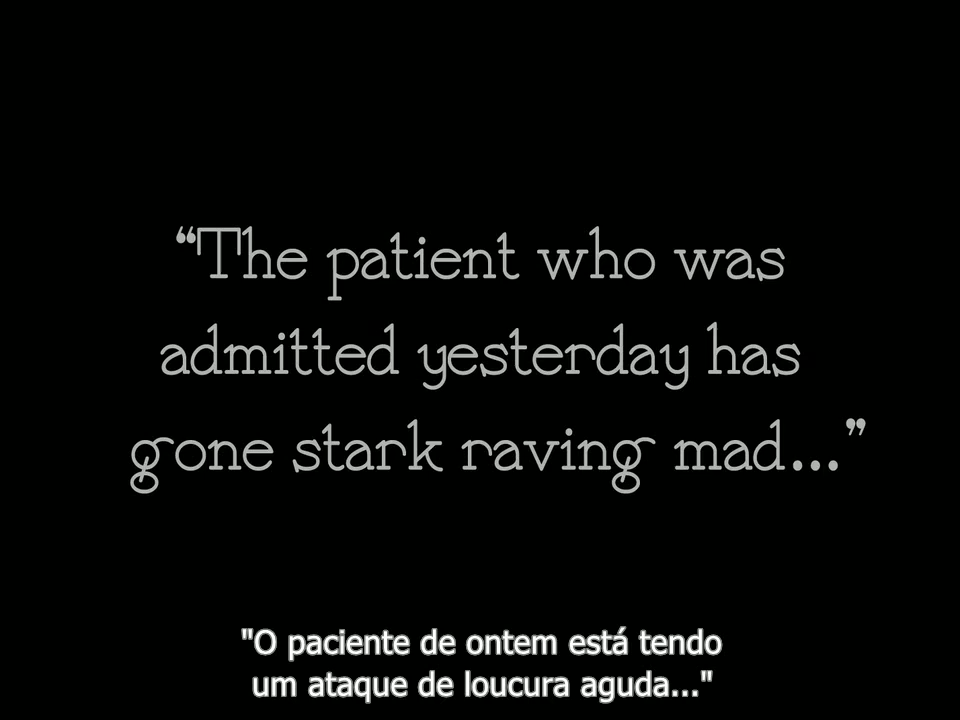 “The patient who was
admitted yesterday has
gone stark raving mad...”
"O paciente de ontem está tendo
um ataque de loucura aguda..."